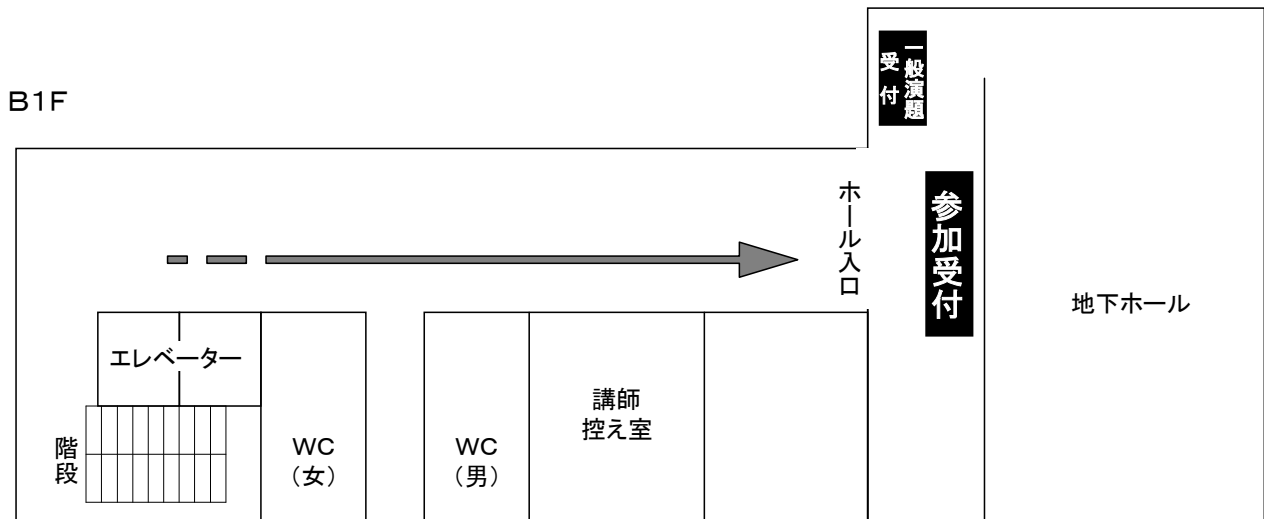 B1F
一般演題
受付
ホール入口
参加受付
地下ホール
エレベーター
階段
WC
（女）
WC
（男）
講師
控え室